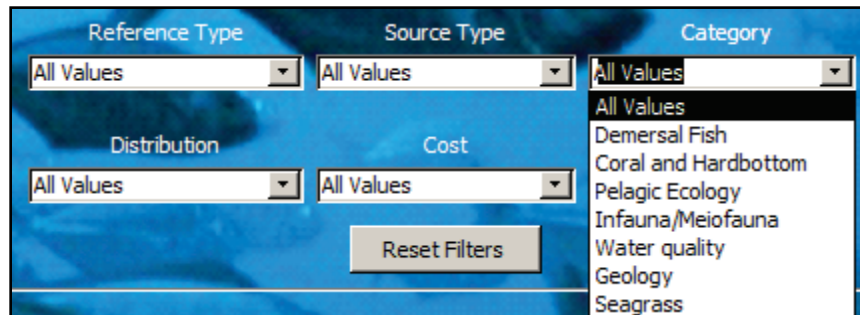 Reference Type Source Type Category
All Values All Values All Values
All Values
Demersal Fish
Distribution Cost
Coral and Hardbottom
All Values All Values
Pelagic Ecology
Infauna/Meiofauna
Reset Filters
Water quality
Geology
Seagrass